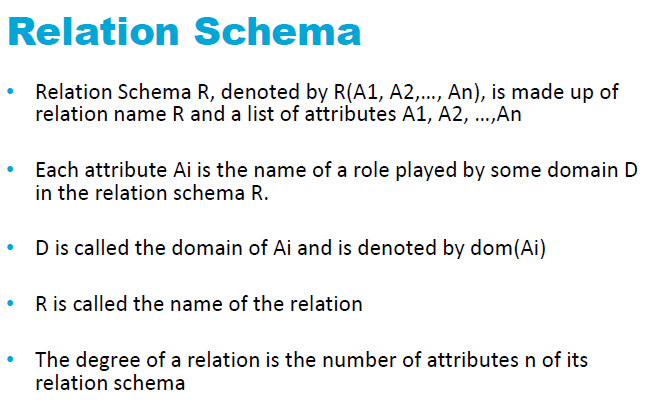 Relation Schema
• Relation Schema R, denoted by R(A1, A2,…, An), is made up of
relation name R and a list of attributes A1, A2, …,An
• Each attribute Ai is the name of a role played by some domain D
in the relation schema R.
• D is called the domain of Ai and is denoted by dom(Ai)
• R is called the name of the relation
• The degree of a relation is the number of attributes n of its
relation schema